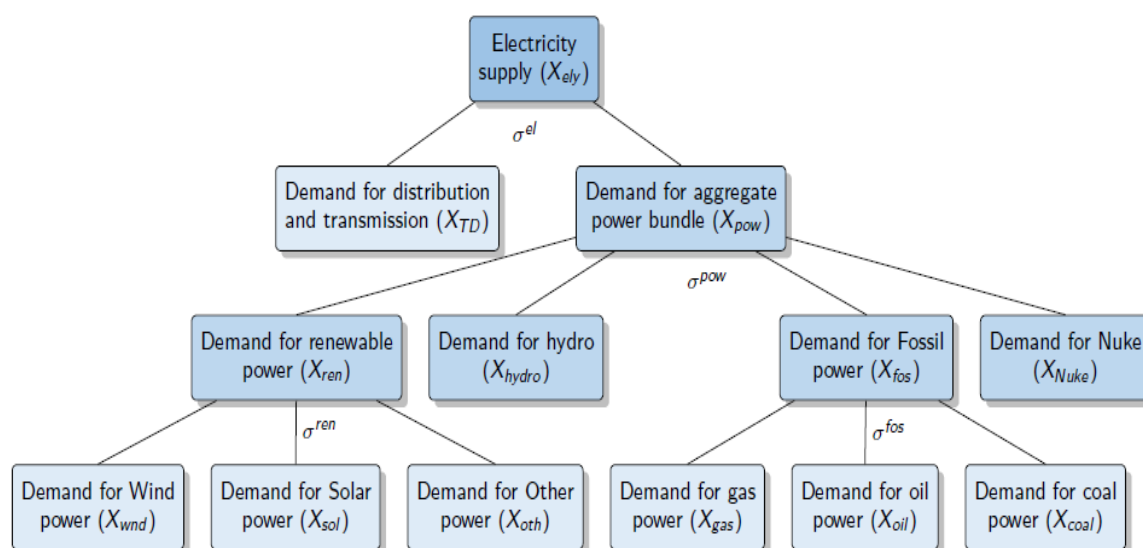 Electricity
supply (X_ely)
σ^el
Demand for distribution
and transmission (X_TD)
Demand for aggregate
power bundle (X_pow)
σ^pow
Demand for renewable
power (X_ren)
Demand for hydro
(X_hydro)
Demand for Fossil
power (X_fos)
Demand for Nuke
(X_Nuke)
σ^ren
σ^fos
Demand for Wind
power (X_wnd)
Demand for Solar
power (X_sol)
Demand for Other
power (X_oth)
Demand for gas
power (X_gas)
Demand for oil
power (X_oil)
Demand for coal
power (X_coal)